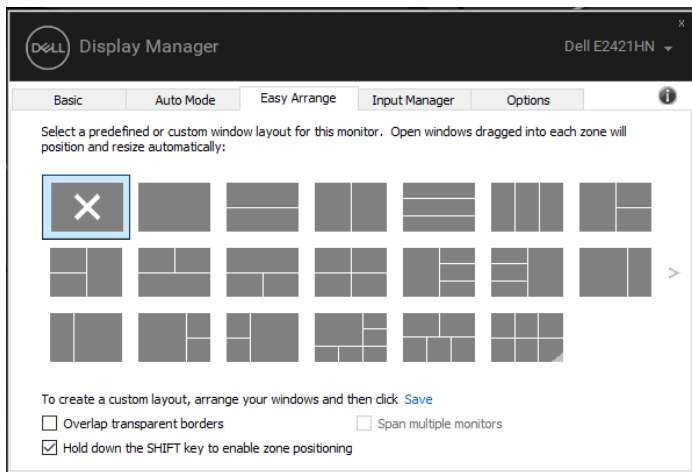 DELL Display Manager Dell E2421HN
x
Basic Auto Mode Easy Arrange Input Manager Options
Select a predefined or custom window layout for this monitor. Open windows dragged into each zone will
position and resize automatically:
To create a custom layout, arrange your windows and then click Save
Overlap transparent borders Span multiple monitors
Hold down the SHIFT key to enable zone positioning